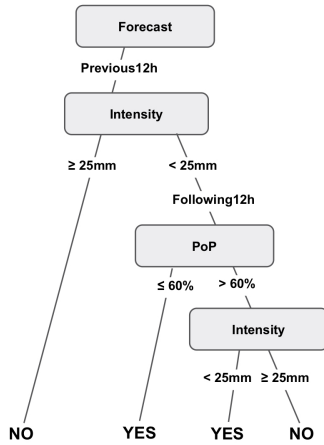 Forecast
Previous12h
Intensity
≥ 25mm < 25mm
Following12h
PoP
≤ 60% > 60%
Intensity
< 25mm ≥ 25mm
NO YES YES NO